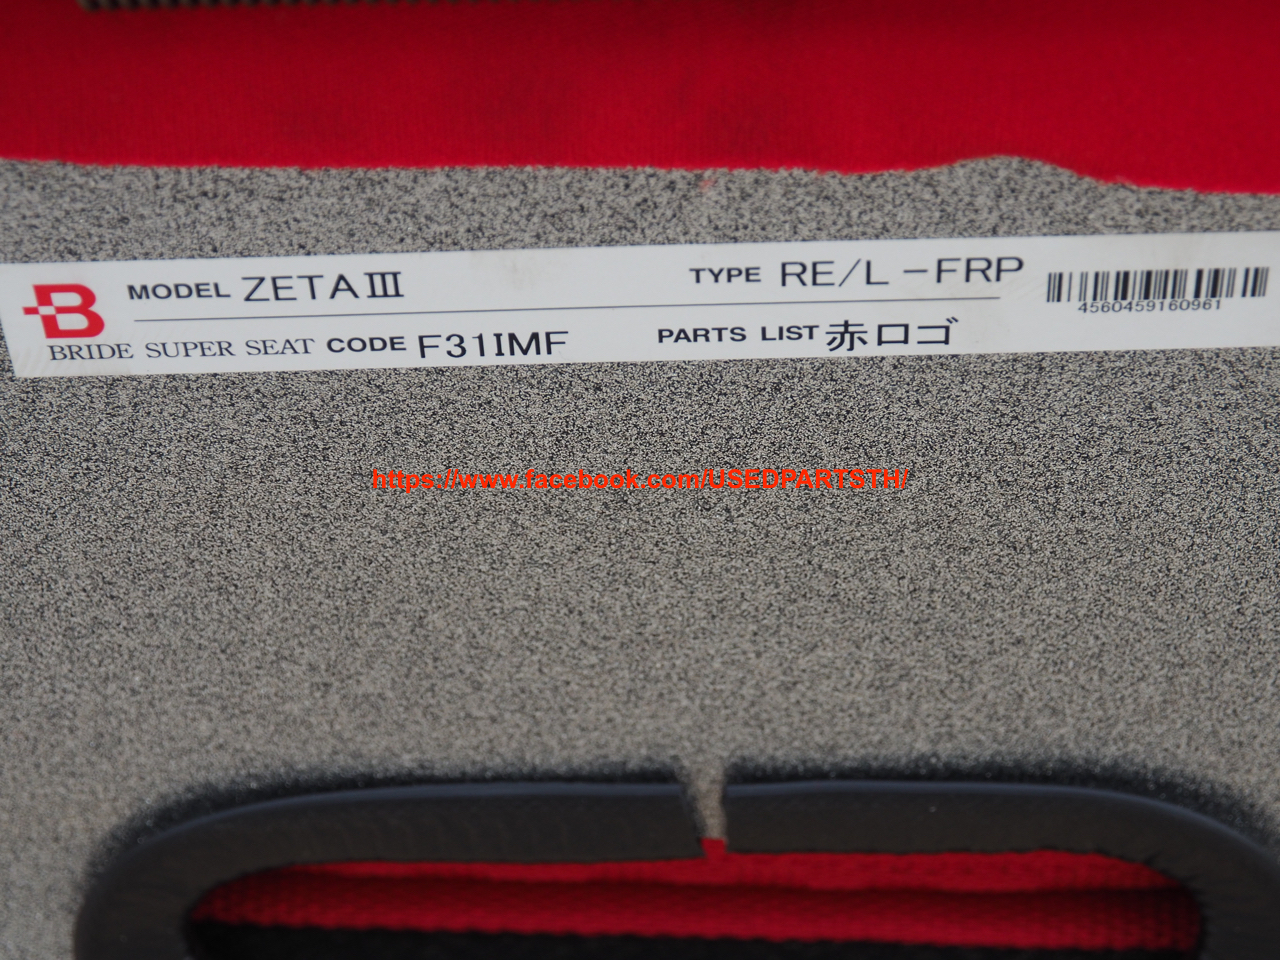 B
MODEL ZETA III TYPE RE/L-FRP
4560459160961
BRIDE SUPER SEAT CODE F31IMF PARTS LIST 赤ロゴ
https://www.facebook.com/USEDPARTSTH/